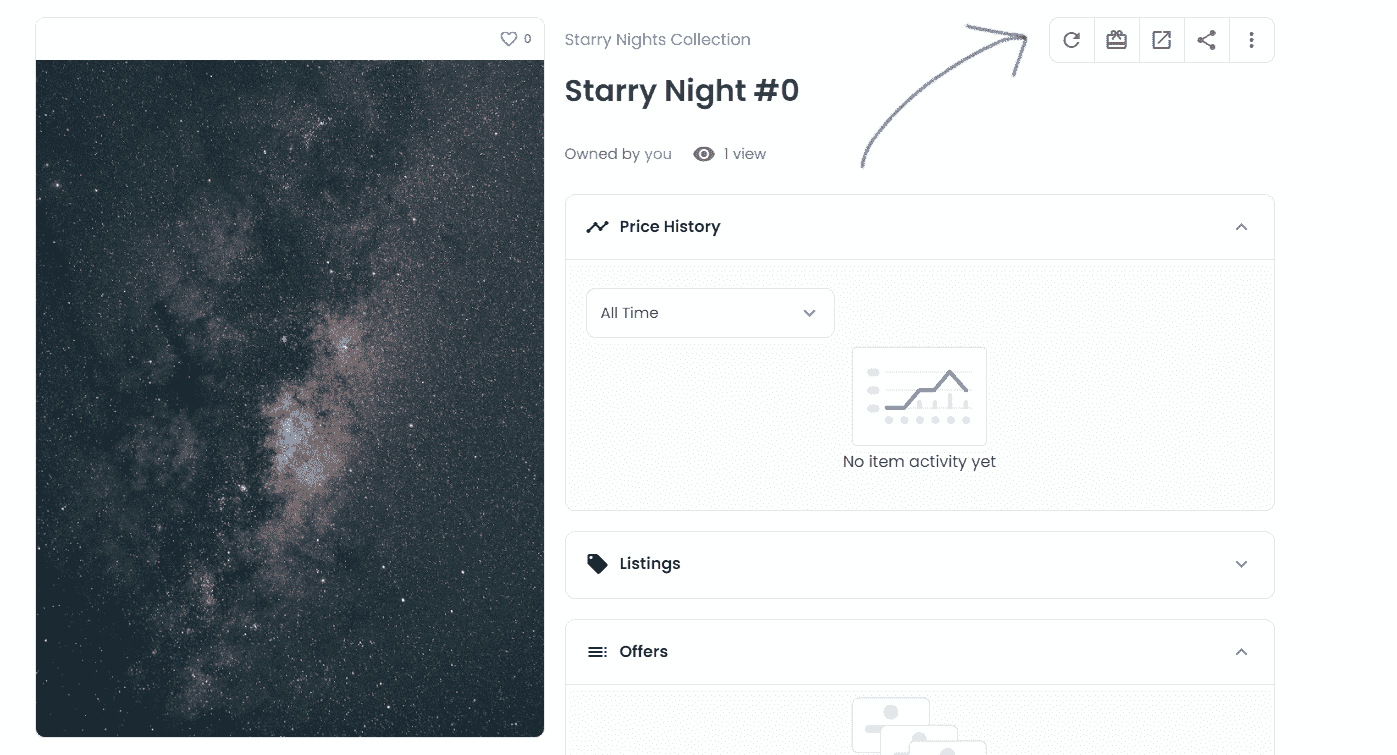 0
Starry Nights Collection
Starry Night #0
Owned by you 1 view
Price History
All Time
No item activity yet
Listings
Offers